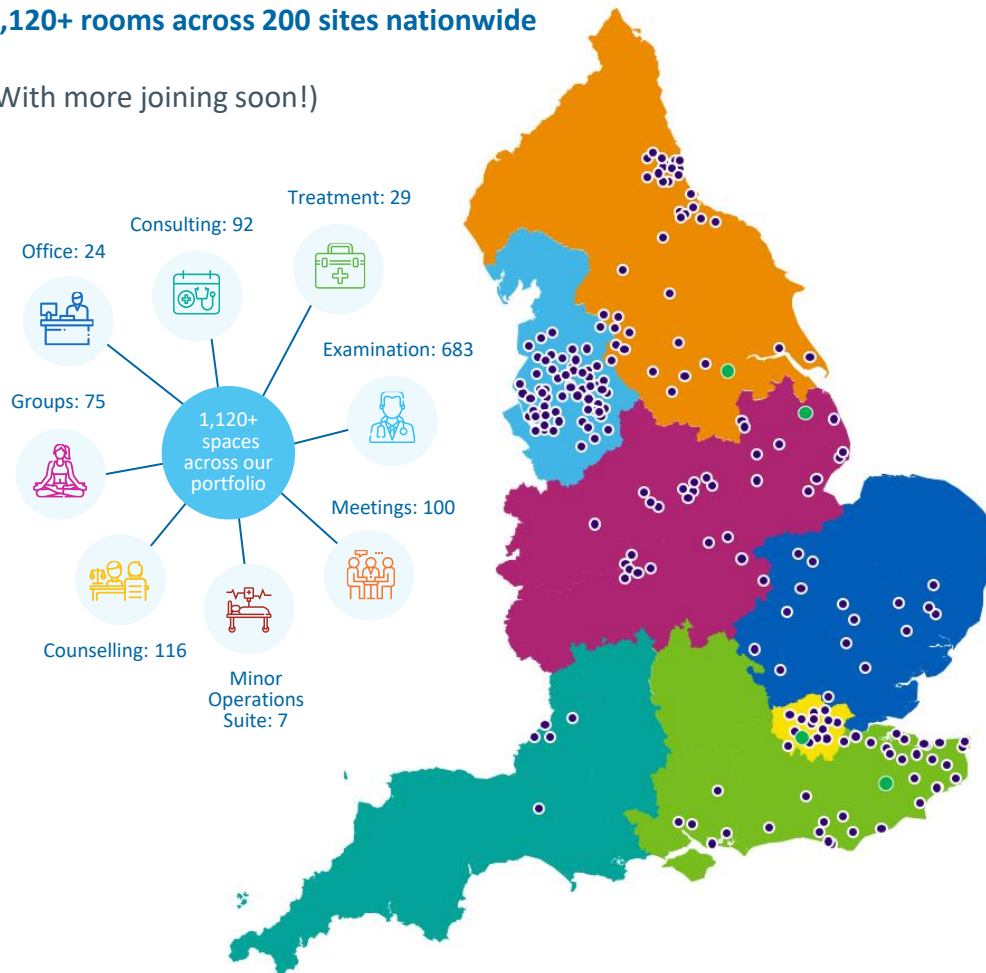 ,120+ rooms across 200 sites nationwide
With more joining soon!)
Treatment: 29
Consulting: 92
Office: 24
Examination: 683
Groups: 75
1,120+
spaces
across our
portfolio
Meetings: 100
Counselling: 116
Minor
Operations
Suite: 7